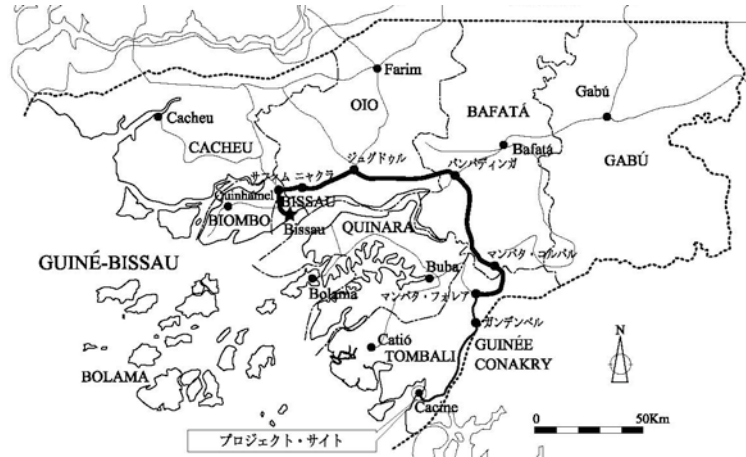 Farim
OIO
BAFATÁ
Gabú
Cacheu
CACHEU
ジュグドゥル
Bafatá
GABÚ
サフィム ニャクラ
バンバディンガ
Quinhamel
BISSAU
BIOMBO
Bissau
QUINARA
GUINÉ-BISSAU
マンパタ・コルバル
Buba
Bolama
マンパタ・フォレア
ガンデンベル
Catió
GUINÉE
CONAKRY
TOMBALI
BOLAMA
N
Cacine
0
50Km
プロジェクト・サイト